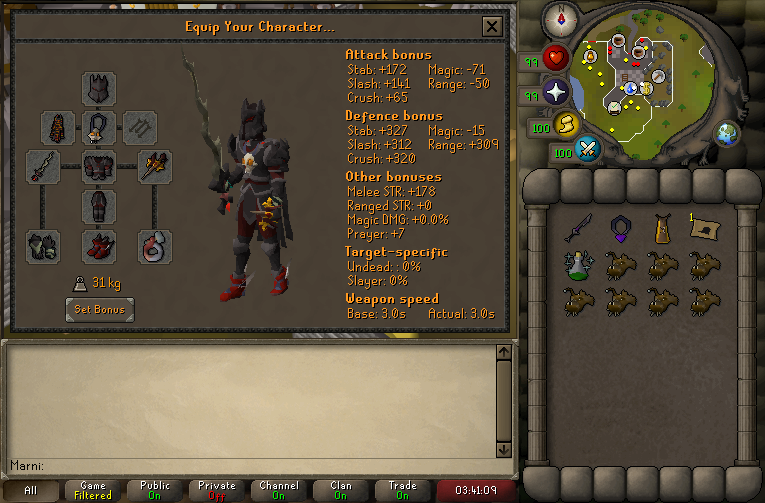 Equip Your Character...
Attack bonus
Stab: +172 Magic: -71
Slash: +141 Range: -50
Crush: +65
Defence bonus
Stab: +327 Magic: -15
Slash: +312 Range: +309
Crush: +320
Other bonuses
Melee STR: +178
Ranged STR: +0
Magic DMG: +0.0%
Prayer: +7
Target-specific
Undead: : 0%
Slayer: 0%
Weapon speed
Base: 3.0s Actual: 3.0s
31 kg
Set Bonus
99
99
100
100
1
Marni:
All
Game
Filtered
Public
On
Private
Off
Channel
On
Clan
On
Trade
On
03:41:09